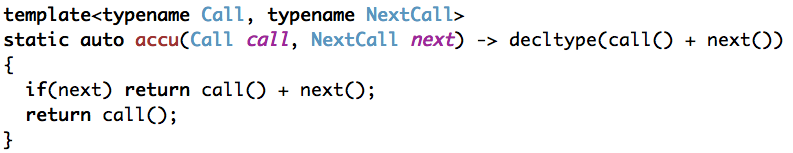 template<typename Call, typename NextCall>
static auto accu(Call call, NextCall next) -> decltype(call() + next())
{
  if(next) return call() + next();
  return call();
}